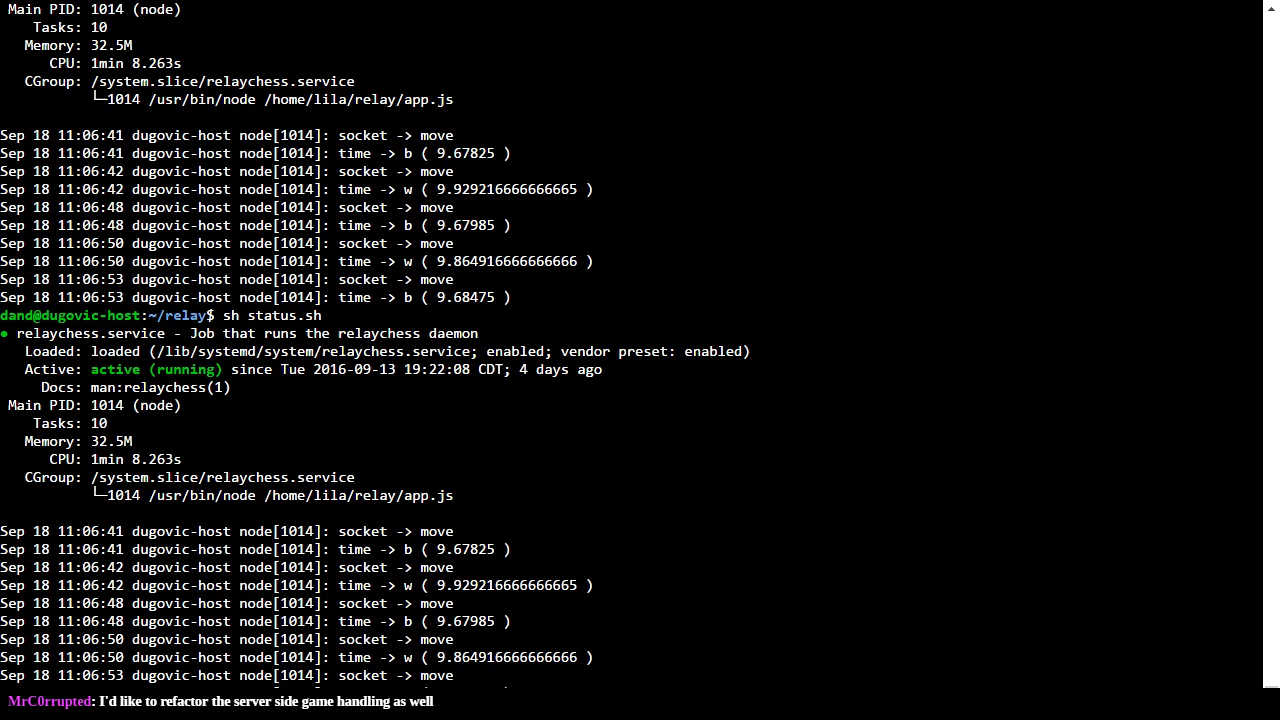 Main PID: 1014 (node)
Tasks: 10
Memory: 32.5M
CPU: 1min 8.263s
CGroup: /system.slice/relaychess.service
└─1014 /usr/bin/node /home/lila/relay/app.js
Sep 18 11:06:41 dugovic-host node[1014]: socket -> move
Sep 18 11:06:41 dugovic-host node[1014]: time -> b ( 9.67825 )
Sep 18 11:06:42 dugovic-host node[1014]: socket -> move
Sep 18 11:06:42 dugovic-host node[1014]: time -> w ( 9.929216666666665 )
Sep 18 11:06:48 dugovic-host node[1014]: socket -> move
Sep 18 11:06:48 dugovic-host node[1014]: time -> b ( 9.67985 )
Sep 18 11:06:50 dugovic-host node[1014]: socket -> move
Sep 18 11:06:50 dugovic-host node[1014]: time -> w ( 9.864916666666666 )
Sep 18 11:06:53 dugovic-host node[1014]: socket -> move
Sep 18 11:06:53 dugovic-host node[1014]: time -> b ( 9.68475 )
dand@dugovic-host:~/relay$ sh status.sh
● relaychess.service - Job that runs the relaychess daemon
Loaded: loaded (/lib/systemd/system/relaychess.service; enabled; vendor preset: enabled)
Active: active (running) since Tue 2016-09-13 19:22:08 CDT; 4 days ago
Docs: man:relaychess(1)
Main PID: 1014 (node)
Tasks: 10
Memory: 32.5M
CPU: 1min 8.263s
CGroup: /system.slice/relaychess.service
└─1014 /usr/bin/node /home/lila/relay/app.js
Sep 18 11:06:41 dugovic-host node[1014]: socket -> move
Sep 18 11:06:41 dugovic-host node[1014]: time -> b ( 9.67825 )
Sep 18 11:06:42 dugovic-host node[1014]: socket -> move
Sep 18 11:06:42 dugovic-host node[1014]: time -> w ( 9.929216666666665 )
Sep 18 11:06:48 dugovic-host node[1014]: socket -> move
Sep 18 11:06:48 dugovic-host node[1014]: time -> b ( 9.67985 )
Sep 18 11:06:50 dugovic-host node[1014]: socket -> move
Sep 18 11:06:50 dugovic-host node[1014]: time -> w ( 9.864916666666666 )
Sep 18 11:06:53 dugovic-host node[1014]: socket -> move
MrC0rrupted: I'd like to refactor the server side game handling as well